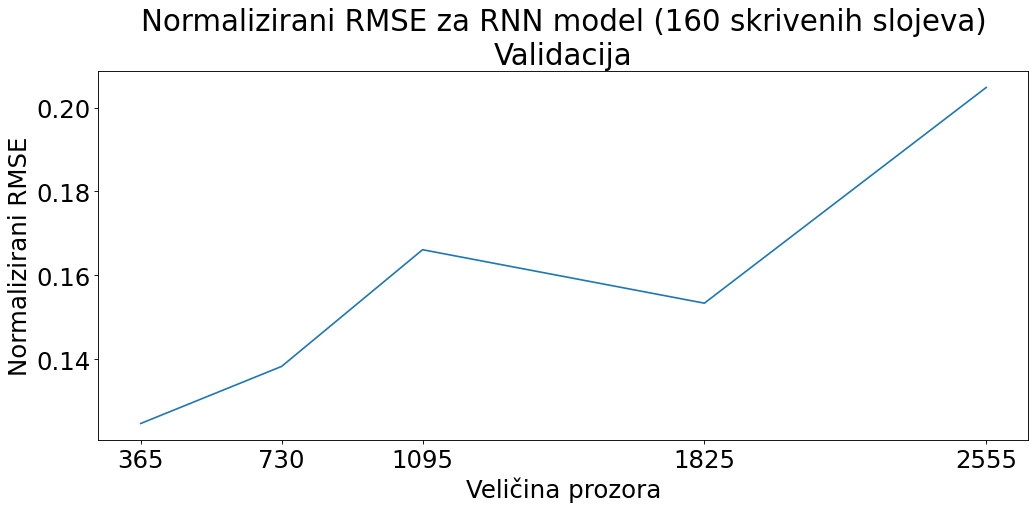 Normalizirani RMSE za RNN model (160 skrivenih slojeva)
Validacija
Normalizirani RMSE
0.20
0.18
0.16
0.14
365 730 1095 1825 2555
Veličina prozora